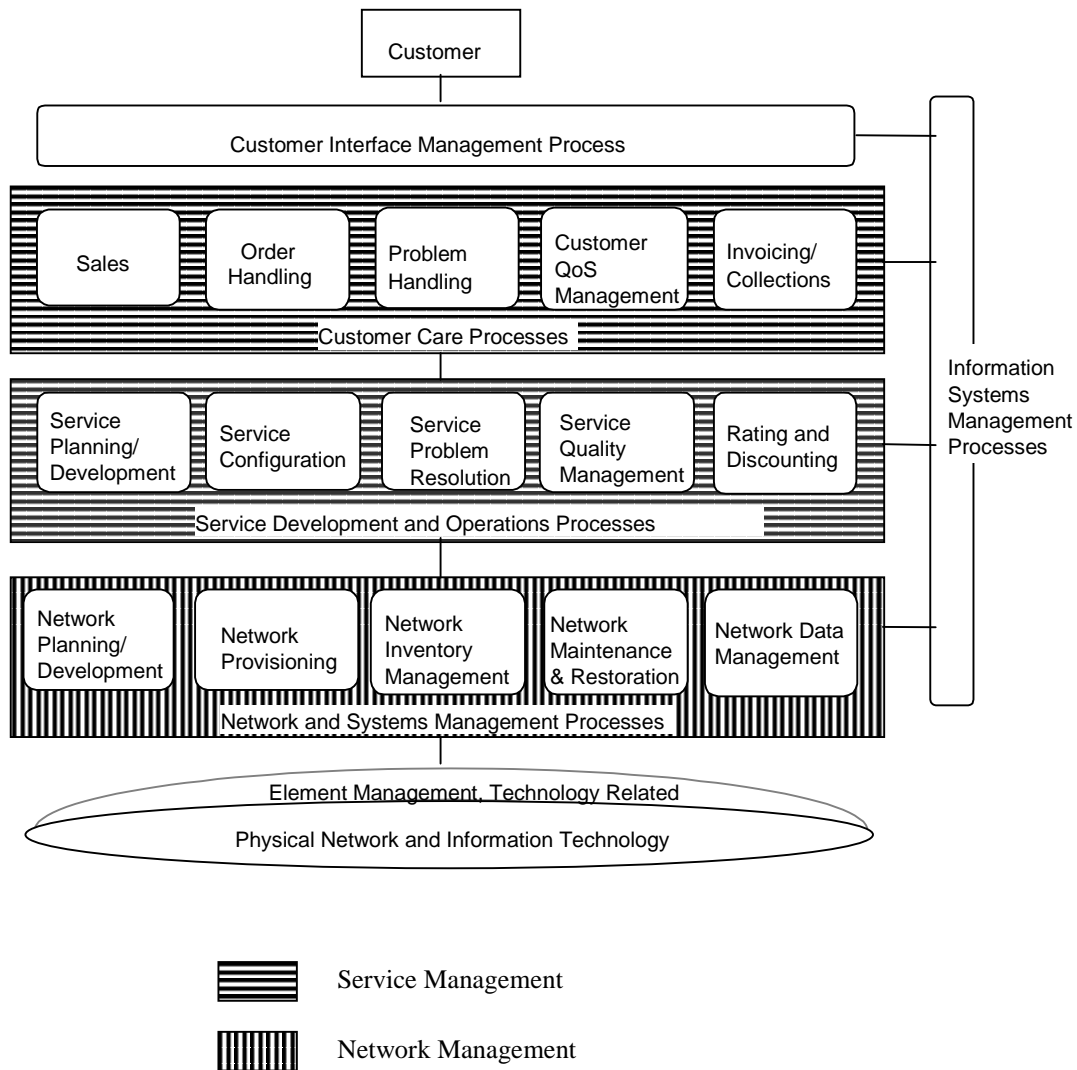 Customer
Customer Interface Management Process
Sales
Order
Handling
Problem
Handling
Customer
QoS
Management
Invoicing/
Collections
Customer Care Processes
Information
Systems
Management
Processes
Service
Planning/
Development
Service
Configuration
Service
Problem
Resolution
Service
Quality
Management
Rating and
Discounting
Service Development and Operations Processes
Network
Planning/
Development
Network
Provisioning
Network
Inventory
Management
Network
Maintenance
& Restoration
Network Data
Management
Network and Systems Management Processes
Element Management, Technology Related
Physical Network and Information Technology
Service Management
Network Management